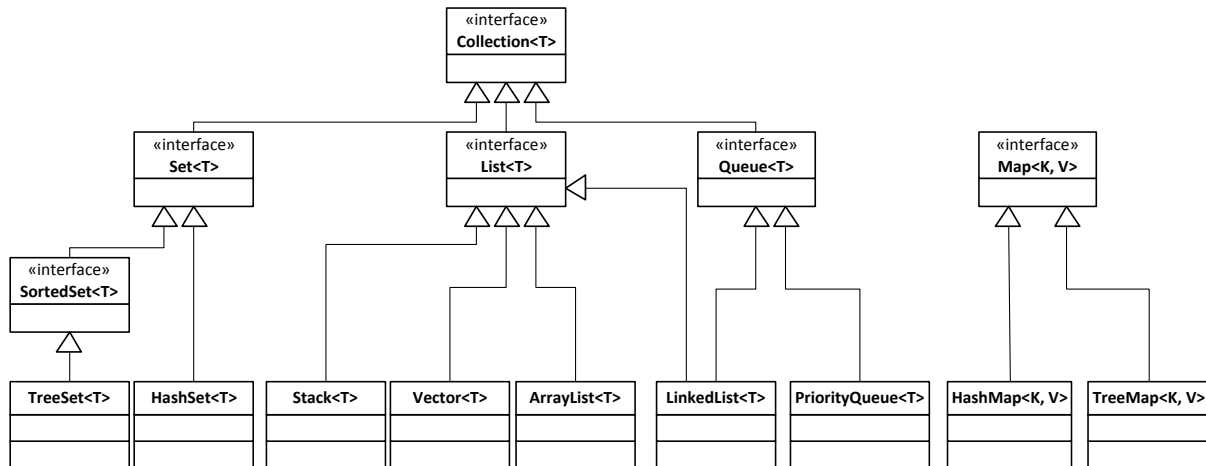 «interface»
Collection<T>
«interface»
Set<T>
«interface»
List<T>
«interface»
Queue<T>
«interface»
Map<K, V>
«interface»
SortedSet<T>
TreeSet<T>
HashSet<T>
Stack<T>
Vector<T>
ArrayList<T>
LinkedList<T>
PriorityQueue<T>
HashMap<K, V>
TreeMap<K, V>